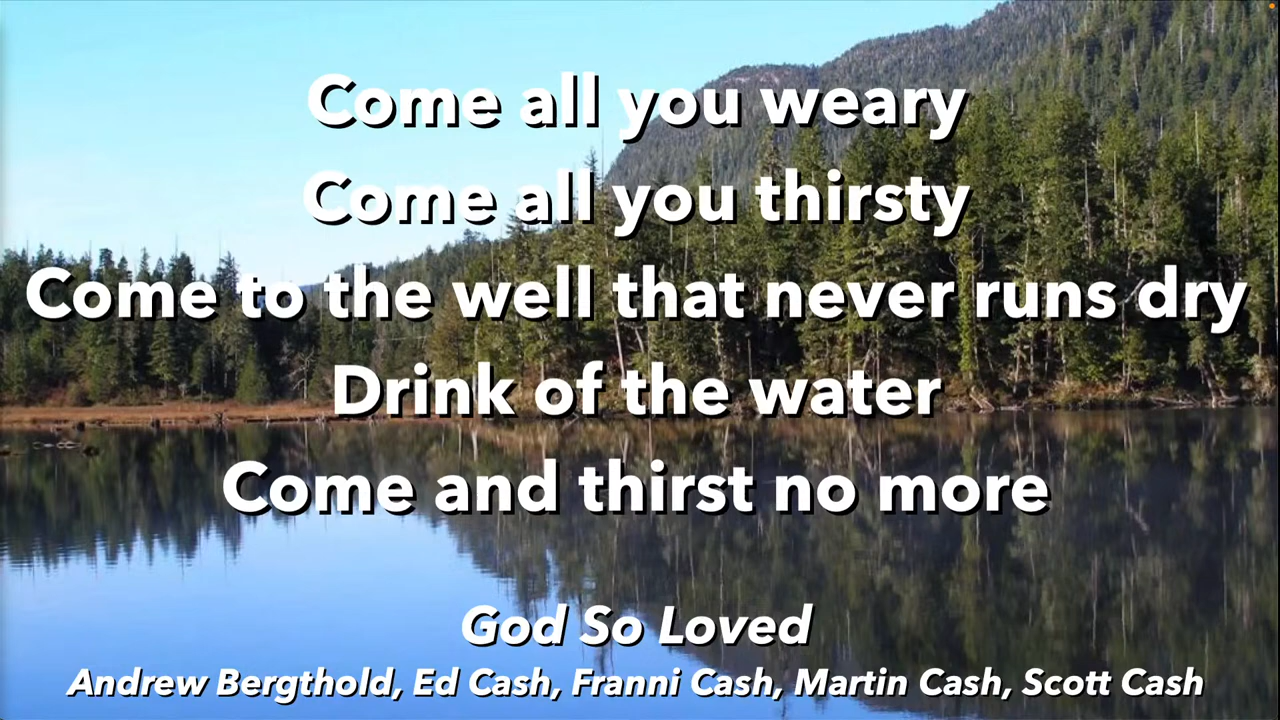 Come all you weary
Come all you thirsty
Come to the well that never runs dry
Drink of the water
Come and thirst no more
God So Loved
Andrew Bergthold, Ed Cash, Franni Cash, Martin Cash, Scott Cash